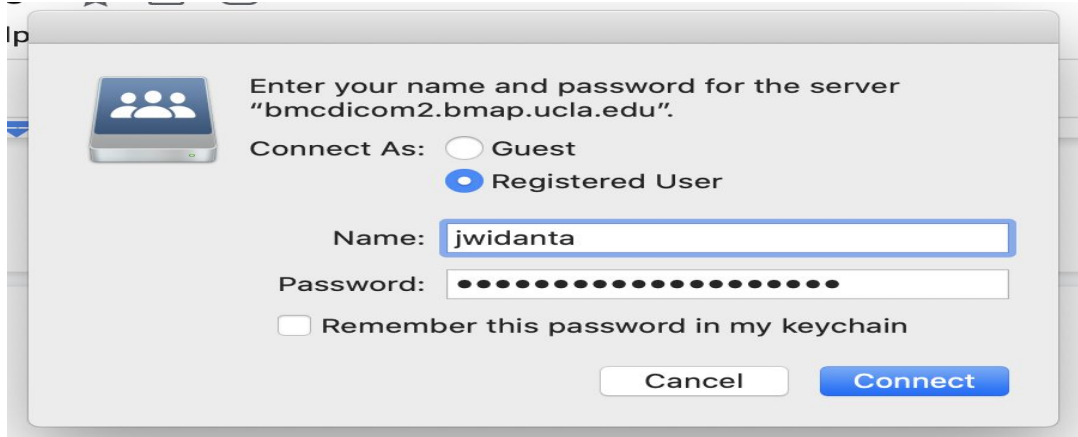 lp
Enter your name and password for the server
“bmcdicom2.bmap.ucla.edu”.
Connect As: Guest
Registered User
Name: jwidanta
Password: ••••••••••••••••••••
Remember this password in my keychain
Cancel Connect